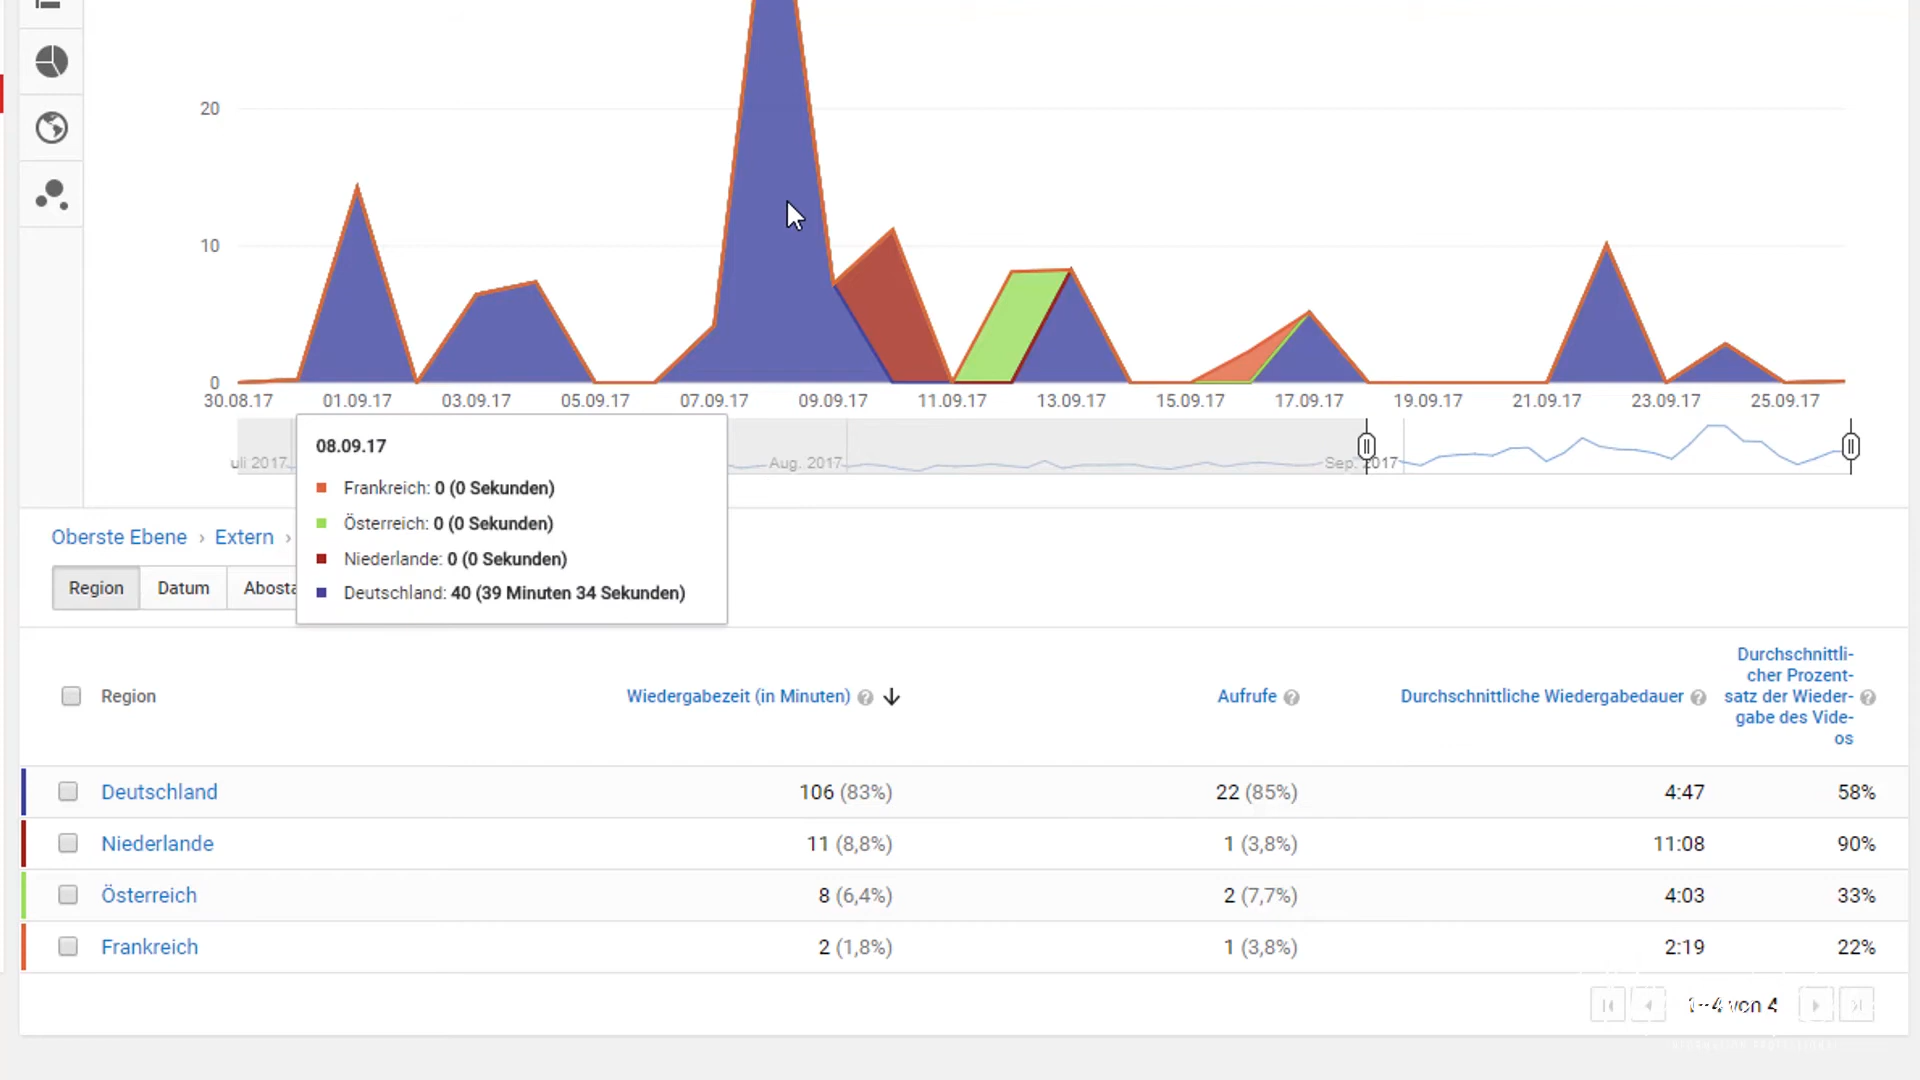 20
10
0
30.08.17 01.09.17 03.09.17 05.09.17 07.09.17 09.09.17 11.09.17 13.09.17 15.09.17 17.09.17 19.09.17 21.09.17 23.09.17 25.09.17
uli 2017 Aug. 2017 Sep. 2017
08.09.17
Frankreich: 0 (0 Sekunden)
Österreich: 0 (0 Sekunden)
Niederlande: 0 (0 Sekunden)
Deutschland: 40 (39 Minuten 34 Sekunden)
Oberste Ebene › Extern ›
Region Datum Abosta
Region Wiedergabezeit (in Minuten) ? Aufrufe ? Durchschnittliche Wiedergabedauer ?
Durchschnittli-
cher Prozent-
satz der Wieder- ?
gabe des Vide-
os
Deutschland 106 (83%) 22 (85%) 4:47 58%
Niederlande 11 (8,8%) 1 (3,8%) 11:08 90%
Österreich 8 (6,4%) 2 (7,7%) 4:03 33%
Frankreich 2 (1,8%) 1 (3,8%) 2:19 22%
1–4 von 4